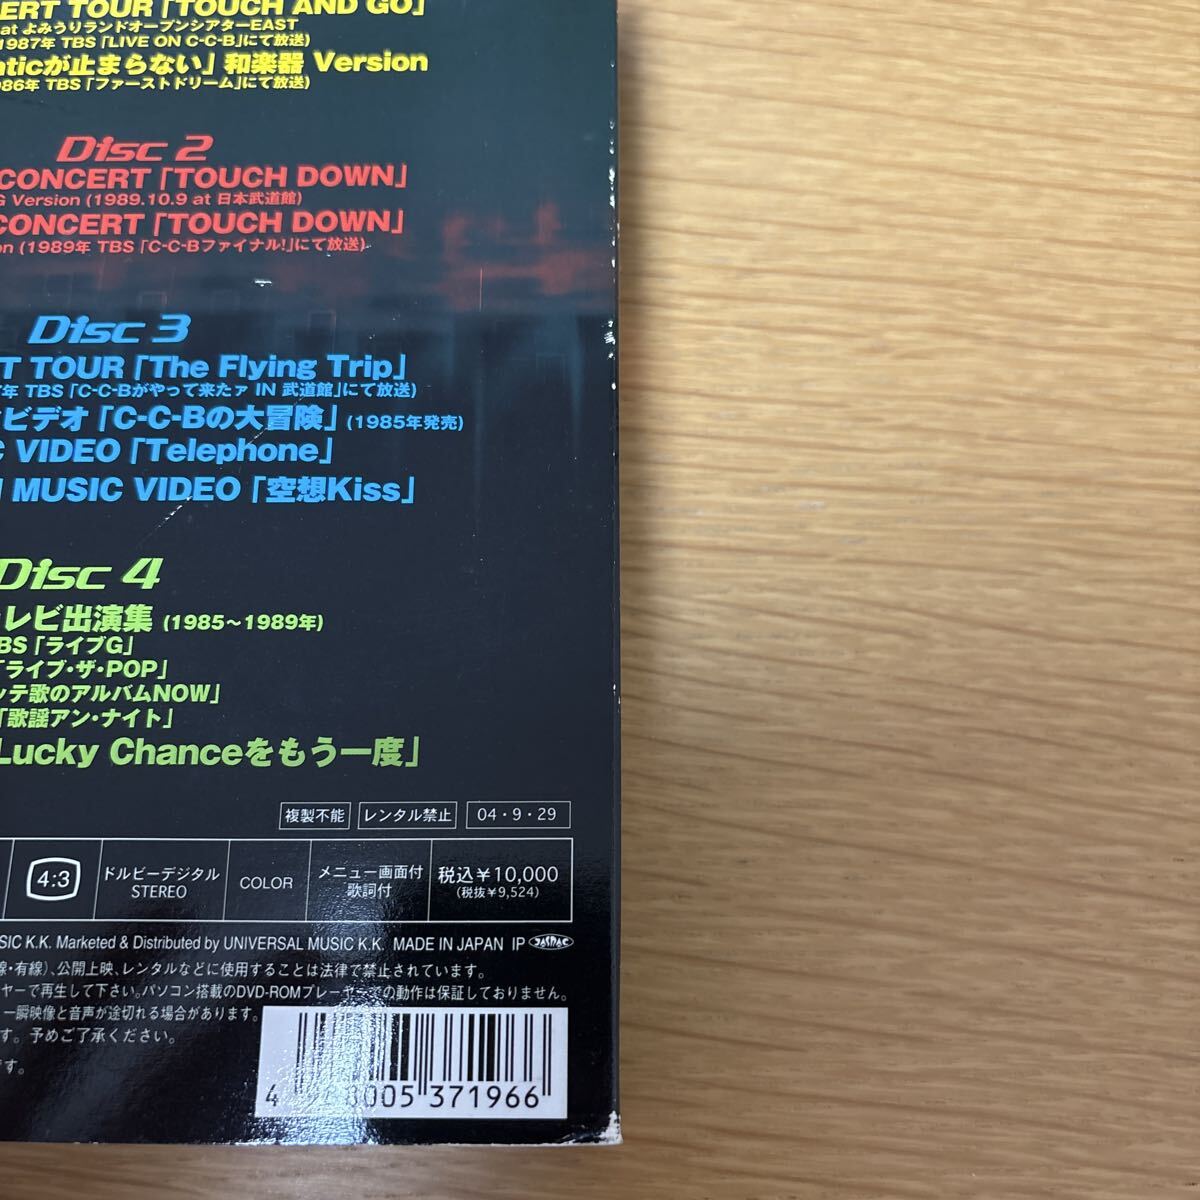 ERT TOUR「TOUCH AND GO」
at よみうりランドオープンシアターEAST
1987年 TBS「LIVE ON C-C-B」にて放送)
aticが止まらない」和楽器 Version
986年 TBS「ファーストドリーム」にて放送)
Disc 2
CONCERT「TOUCH DOWN」
G Version (1989.10.9 at 日本武道館)
CONCERT「TOUCH DOWN」
on (1989年 TBS「C-C-Bファイナル!」にて放送)
Disc 3
T TOUR「The Flying Trip」
7年 TBS「C-C-Bがやって来たァ IN 武道館」にて放送)
ビデオ「C-C-Bの大冒険」(1985年発売)
C VIDEO「Telephone」
MUSIC VIDEO「空想Kiss」
Disc 4
レビ出演集 (1985～1989年)
BS「ライブG」
「ライブ・ザ・POP」
ッテ歌のアルバムNOW」
「歌謡アン・ナイト」
Lucky Chanceをもう一度」
複製不能 レンタル禁止 04・9・29
4:3 ドルビーデジタル STEREO COLOR メニュー画面付 歌詞付 税込￥10,000 (税抜￥9,524)
SIC K.K. Marketed & Distributed by UNIVERSAL MUSIC K.K. MADE IN JAPAN IP JASRAC
線・有線)、公開上映、レンタルなどに使用することは法律で禁止されています。
ヤーで再生して下さい。パソコン搭載のDVD-ROMプレーヤーでの動作は保証しておりません。
一瞬映像と音声が途切れる場合があります。
す。予めご了承ください。
です。
4 988005 371966